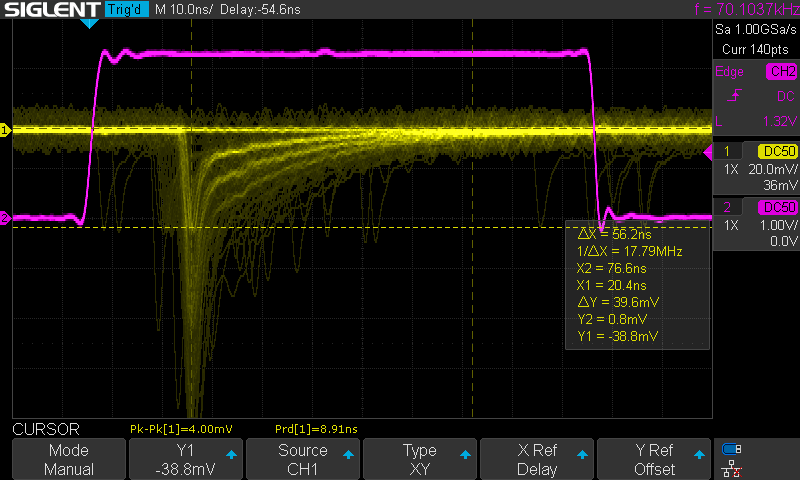 SIGLENT Trig'd M 10.0ns/ Delay:-54.6ns f = 70.1037kHz
Sa 1.00GSa/s
Curr 140pts
Edge CH2
DC
L 1.32V
1 DC50
1X 20.0mV/
36mV
2 DC50
1X 1.00V/
0.0V
1
2
ΔX = 56.2ns
1/ΔX = 17.79MHz
X2 = 76.6ns
X1 = 20.4ns
ΔY = 39.6mV
Y2 = 0.8mV
Y1 = -38.8mV
CURSOR Pk-Pk[1]=4.00mV Prd[1]=8.91ns
Mode
Manual
Y1
-38.8mV
Source
CH1
Type
XY
X Ref
Delay
Y Ref
Offset